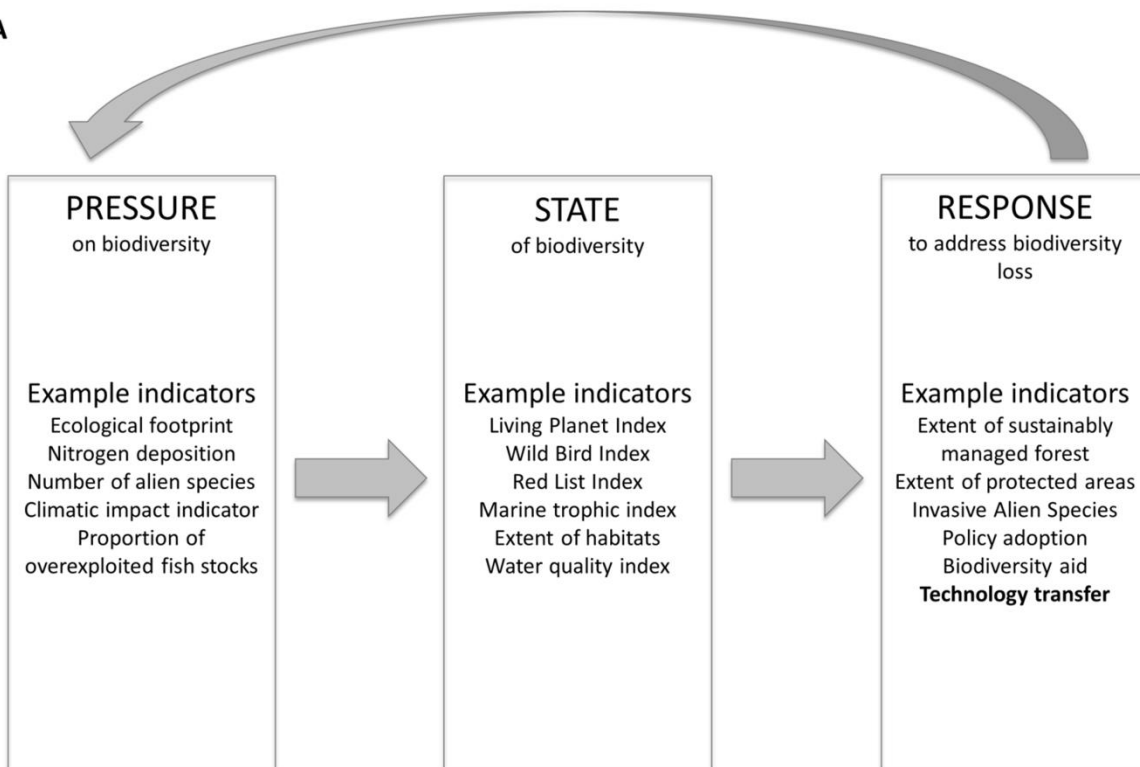 A
PRESSURE
on biodiversity
Example indicators
Ecological footprint
Nitrogen deposition
Number of alien species
Climatic impact indicator
Proportion of
overexploited fish stocks
STATE
of biodiversity
Example indicators
Living Planet Index
Wild Bird Index
Red List Index
Marine trophic index
Extent of habitats
Water quality index
RESPONSE
to address biodiversity
loss
Example indicators
Extent of sustainably
managed forest
Extent of protected areas
Invasive Alien Species
Policy adoption
Biodiversity aid
Technology transfer